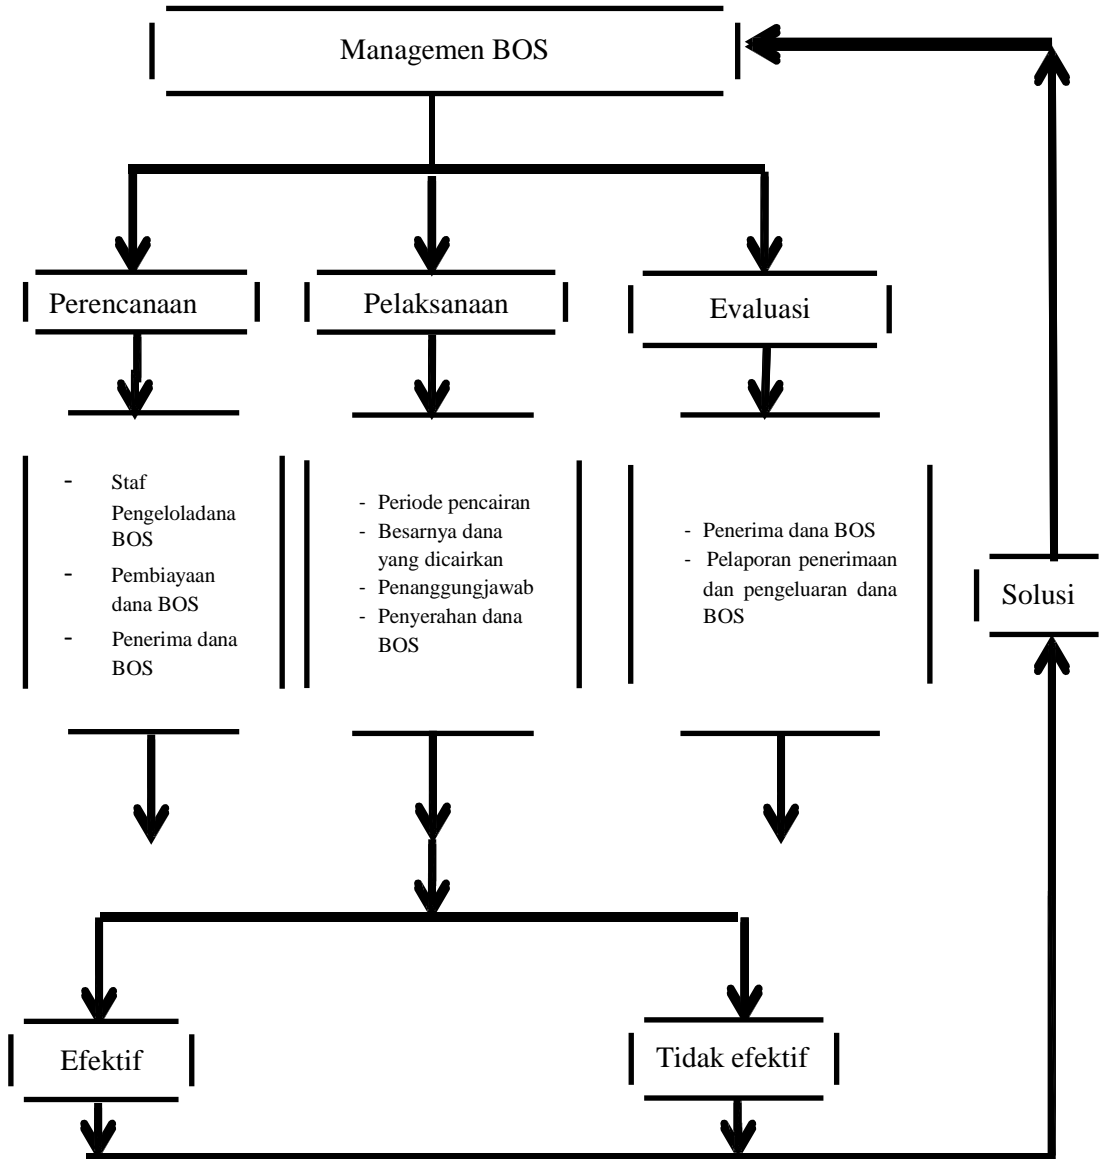 Managemen BOS
Perencanaan
Pelaksanaan
Evaluasi
- Staf
Pengeloladana
BOS
- Pembiayaan
dana BOS
- Penerima dana
BOS
- Periode pencairan
- Besarnya dana
yang dicairkan
- Penanggungjawab
- Penyerahan dana
BOS
- Penerima dana BOS
- Pelaporan penerimaan
dan pengeluaran dana
BOS
Solusi
Efektif
Tidak efektif